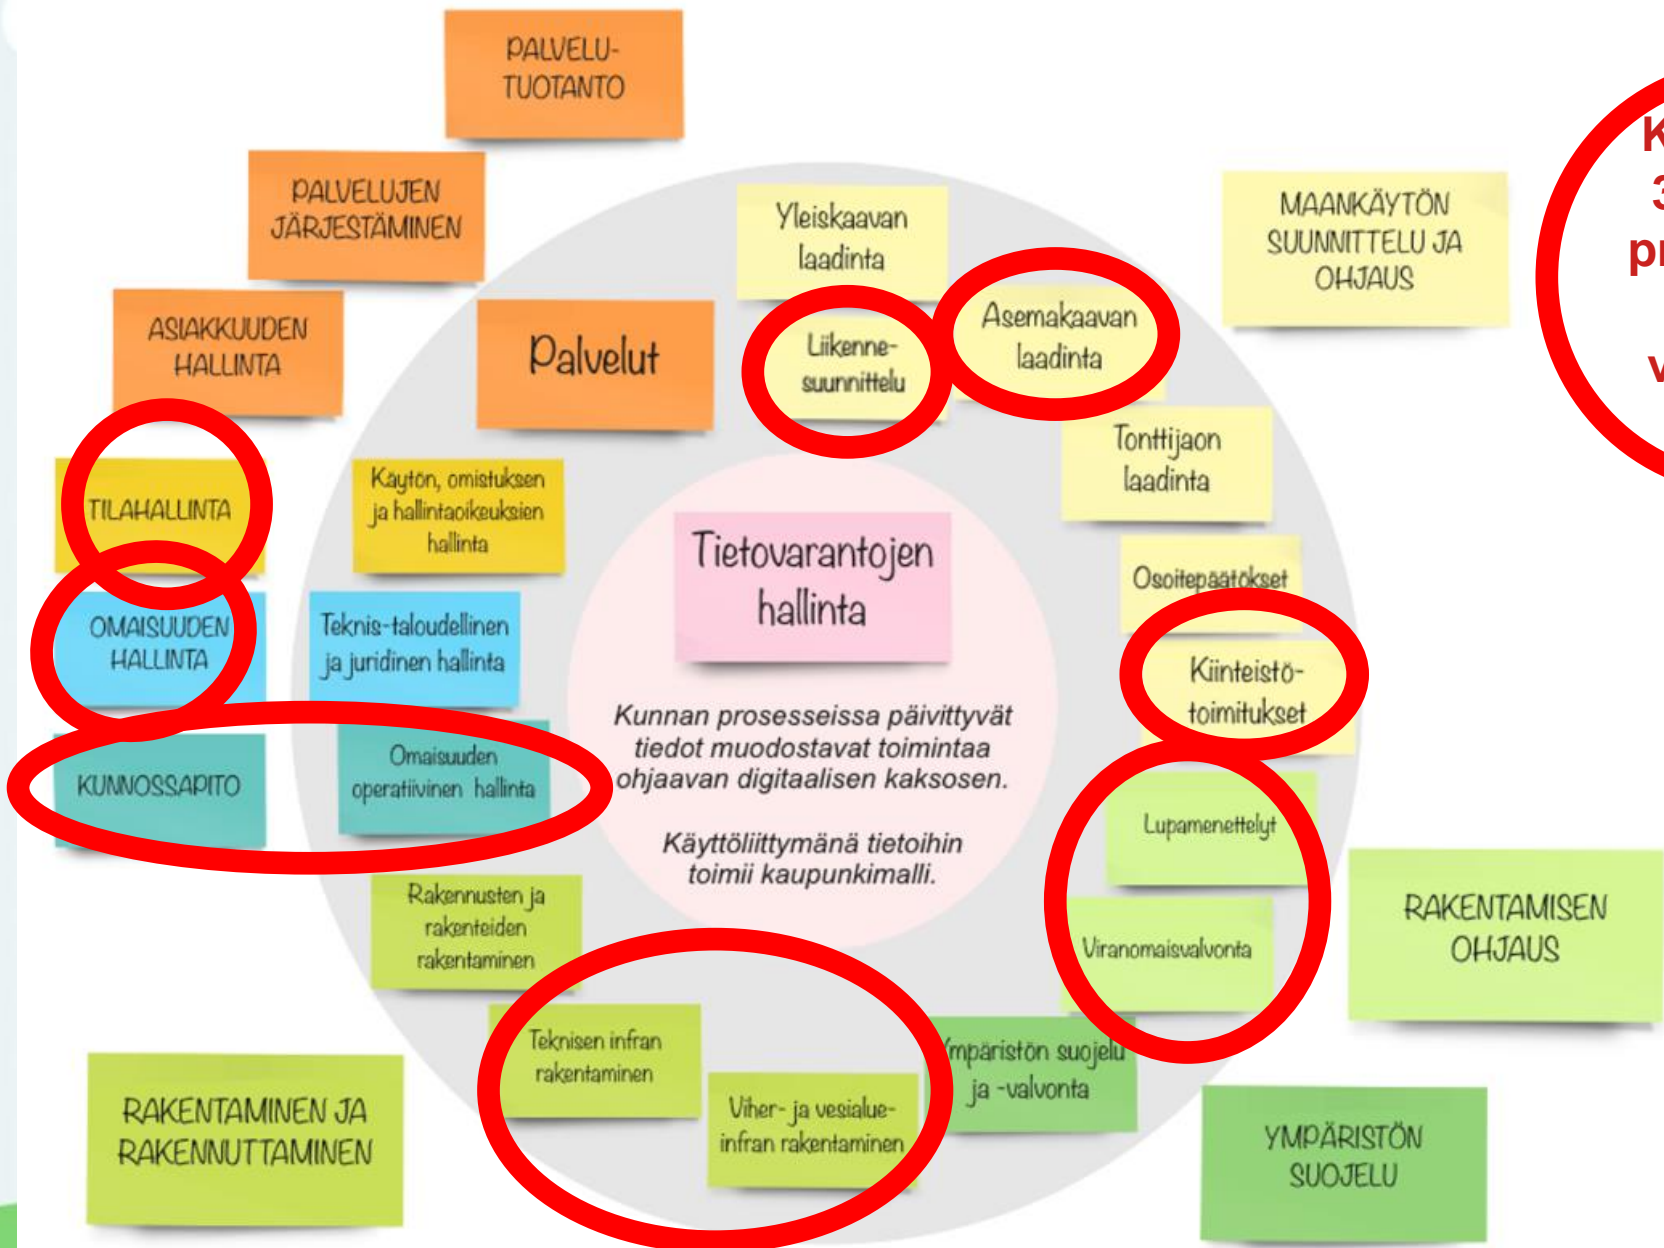 PALVELU-
TUOTANTO
PALVELUJEN
JÄRJESTÄMINEN
ASIAKKUUDEN
HALLINTA
Palvelut
Yleiskaavan
laadinta
Liikenne-
suunnittelu
Asemakaavan
laadinta
MAANKÄYTÖN
SUUNNITTELU JA
OHJAUS
Tonttijaon
laadinta
Osoitepäätökset
Kiinteistö-
toimitukset
TILAHALLINTA
Käytön, omistuksen
ja hallintaoikeuksien
hallinta
OMAISUUDEN
HALLINTA
Teknis-taloudellinen
ja juridinen hallinta
KUNNOSSAPITO
Omaisuuden
operatiivinen hallinta
Tietovarantojen
hallinta
Kunnan prosesseissa päivittyvät
tiedot muodostavat toimintaa
ohjaavan digitaalisen kaksosen.
Käyttöliittymänä tietoihin
toimii kaupunkimalli.
Lupamenettelyt
Viranomaisvalvonta
RAKENTAMISEN
OHJAUS
Rakennusten ja
rakenteiden
rakentaminen
Teknisen infran
rakentaminen
Viher- ja vesialue-
infran rakentaminen
mpäristön suojelu
ja -valvonta
RAKENTAMINEN JA
RAKENNUTTAMINEN
YMPÄRISTÖN
SUOJELU
K
3
pr
v